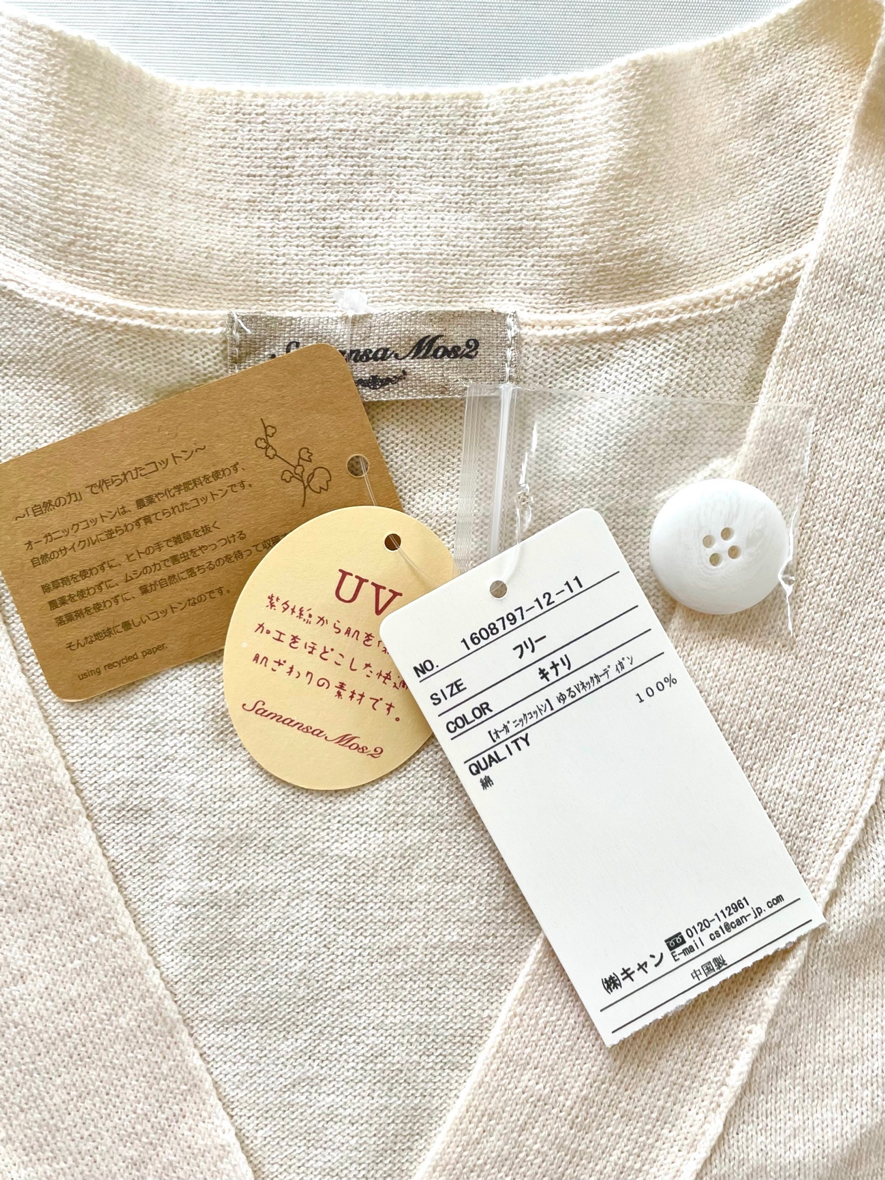 Samansa Mos2
～「自然の力」で作られたコットン～
オーガニックコットンは、農薬や化学肥料を使わず、
自然のサイクルに逆らわず育てられたコットンです。
除草剤を使わずに、ヒトの手で雑草を抜く
農薬を使わずに、ムシの力で害虫をやっつける
落葉剤を使わずに、葉が自然に落ちるのを待って収穫
そんな地球に優しいコットンなのです。
using recycled paper.
UV
紫外線から肌を
加工をほどこした快適
肌ざわりの素材です。
Samansa Mos2
NO. 1608797-12-11
SIZE フリー
COLOR キナリ
【ｵｰｶﾞﾆｯｸｺｯﾄﾝ】ゆるVﾈｯｸｶｰﾃﾞｨｶﾞﾝ
QUALITY
綿 100%
㈱キャン 0120-112961
E-mail cs1@can-jp.com
中国製